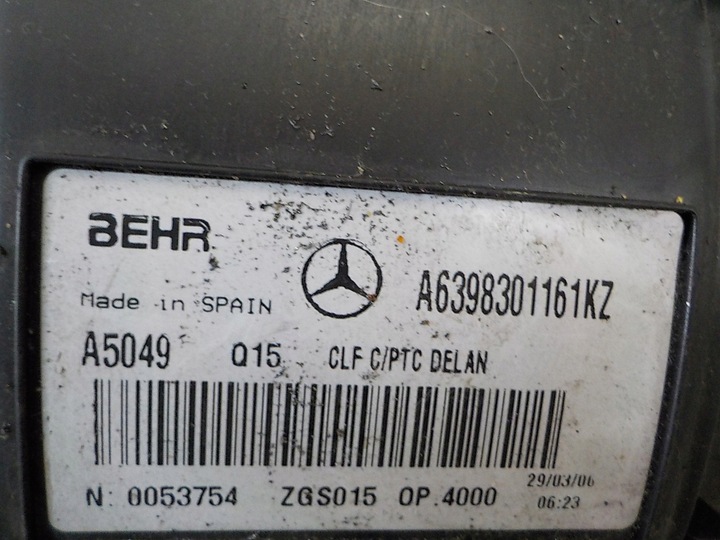 BEHR
Made in SPAIN
A6398301161KZ
A5049 Q15 CLF C/PTC DELAN
N: 0053754 ZGS015 OP.4000
29/03/06
06:23